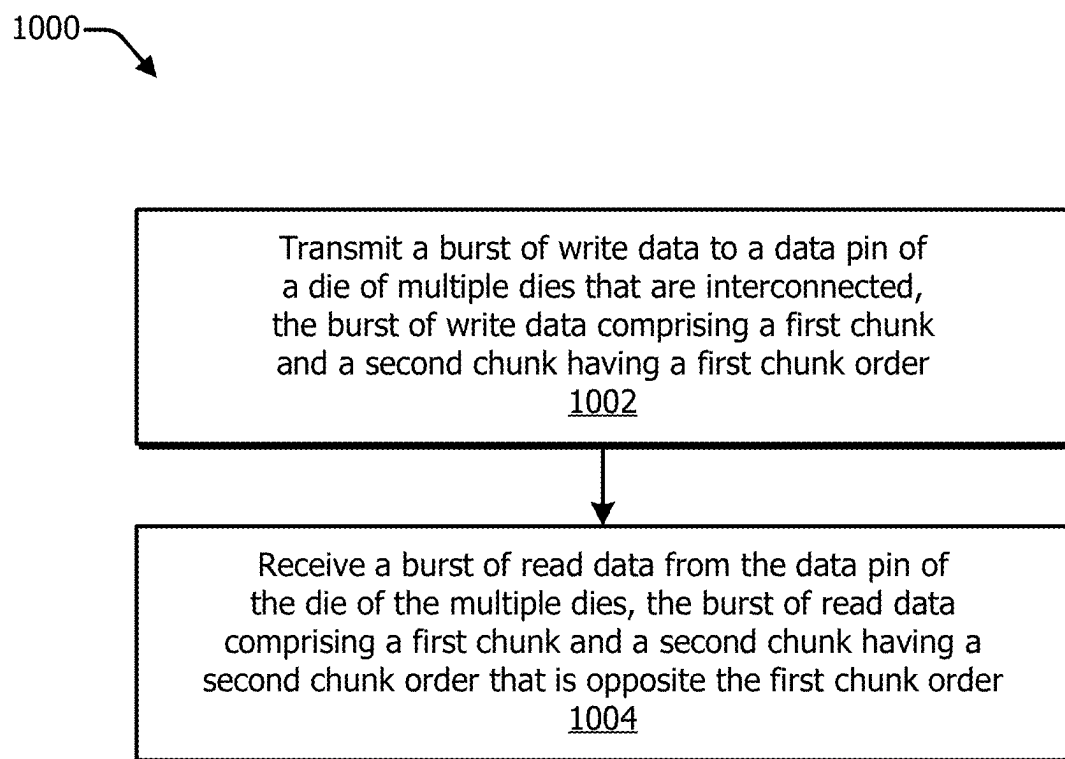 1000
Transmit a burst of write data to a data pin of
a die of multiple dies that are interconnected,
the burst of write data comprising a first chunk
and a second chunk having a first chunk order
1002
Receive a burst of read data from the data pin of
the die of the multiple dies, the burst of read data
comprising a first chunk and a second chunk having a
second chunk order that is opposite the first chunk order
1004